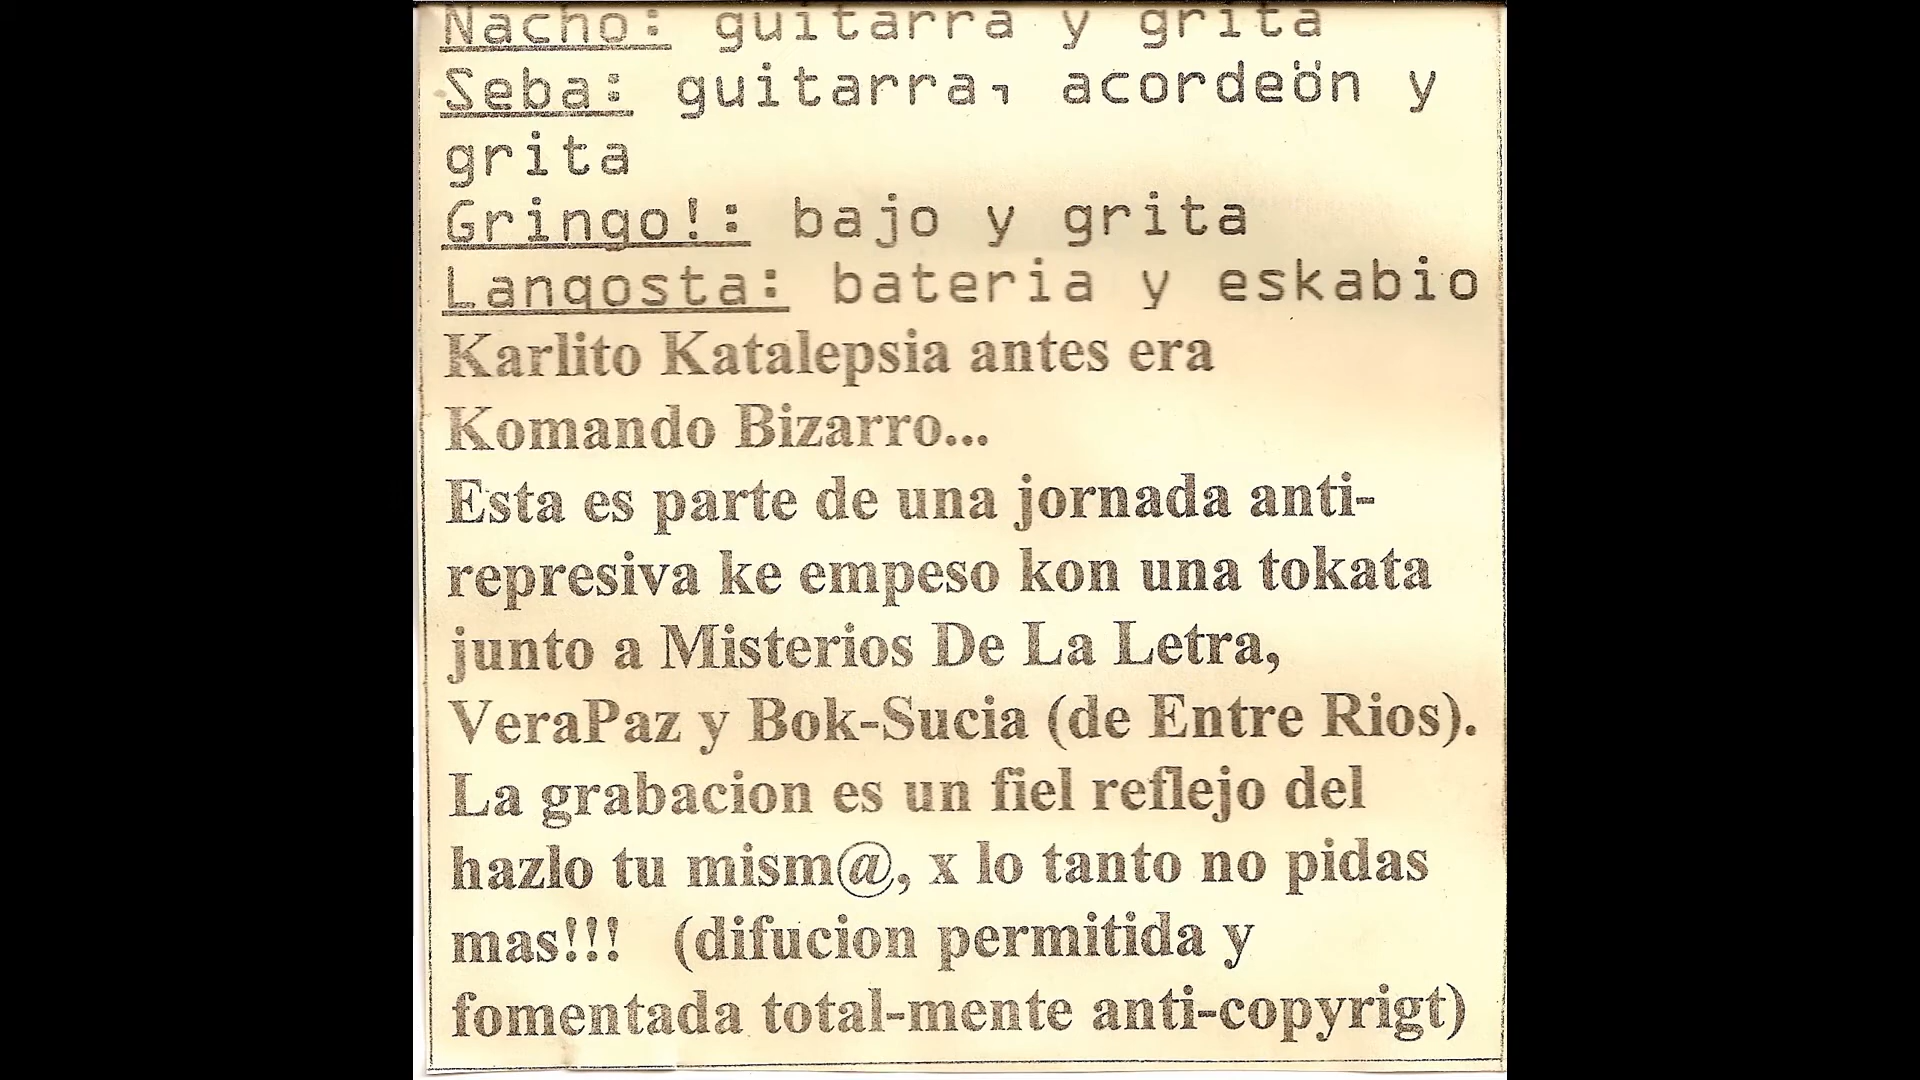 Nacho: guitarra y grita
Seba: guitarra, acordeön y
grita
Gringo!: bajo y grita
Langosta: bateria y eskabio
Karlito Katalepsia antes era
Komando Bizarro...
Esta es parte de una jornada anti-
represiva ke empeso kon una tokata
junto a Misterios De La Letra,
VeraPaz y Bok-Sucia (de Entre Rios).
La grabacion es un fiel reflejo del
hazlo tu mism@, x lo tanto no pidas
mas!!! (difucion permitida y
fomentada total-mente anti-copyrigt)